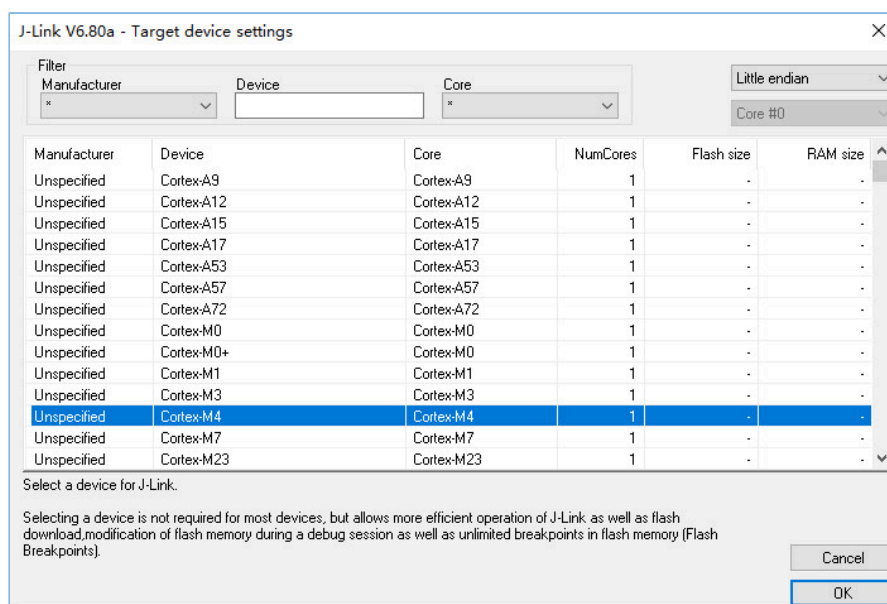 J-Link V6.80a - Target device settings
Filter
Manufacturer Device Core
* *
Little endian
Core #0
Manufacturer Device Core NumCores Flash size RAM size
Unspecified Cortex-A9 Cortex-A9 1 - -
Unspecified Cortex-A12 Cortex-A12 1 - -
Unspecified Cortex-A15 Cortex-A15 1 - -
Unspecified Cortex-A17 Cortex-A17 1 - -
Unspecified Cortex-A53 Cortex-A53 1 - -
Unspecified Cortex-A57 Cortex-A57 1 - -
Unspecified Cortex-A72 Cortex-A72 1 - -
Unspecified Cortex-M0 Cortex-M0 1 - -
Unspecified Cortex-M0+ Cortex-M0 1 - -
Unspecified Cortex-M1 Cortex-M1 1 - -
Unspecified Cortex-M3 Cortex-M3 1 - -
Unspecified Cortex-M4 Cortex-M4 1 - -
Unspecified Cortex-M7 Cortex-M7 1 - -
Unspecified Cortex-M23 Cortex-M23 1 - -
Select a device for J-Link.
Selecting a device is not required for most devices, but allows more efficient operation of J-Link as well as flash
download,modification of flash memory during a debug session as well as unlimited breakpoints in flash memory (Flash
Breakpoints).
Cancel
OK